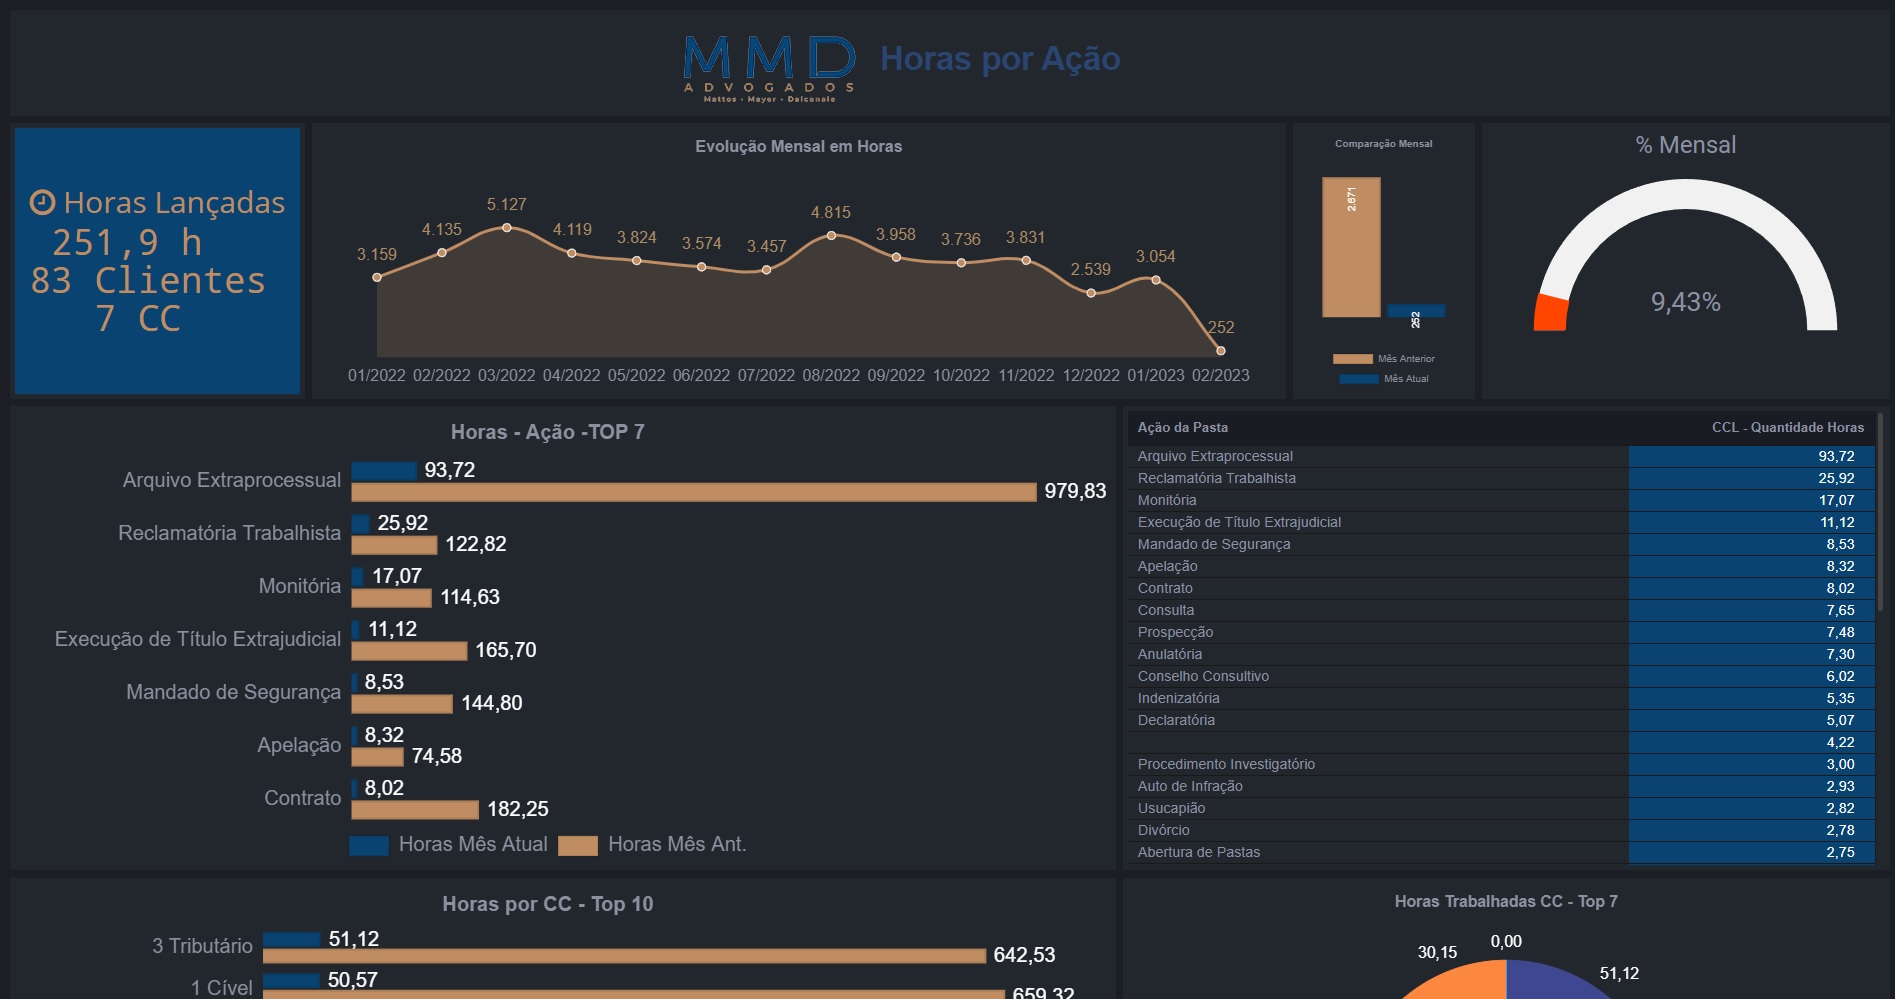 MMD
ADVOGADOS
Mattos · Mayer · Dalcanale
Horas por Ação
Horas Lançadas
251,9 h
83 Clientes
7 CC
Evolução Mensal em Horas
3.159
4.135
5.127
4.119
3.824
3.574
3.457
4.815
3.958
3.736
3.831
2.539
3.054
252
01/2022 02/2022 03/2022 04/2022 05/2022 06/2022 07/2022 08/2022 09/2022 10/2022 11/2022 12/2022 01/2023 02/2023
Comparação Mensal
2.671
252
Mês Anterior
Mês Atual
% Mensal
9,43%
Horas - Ação -TOP 7
Arquivo Extraprocessual
93,72
979,83
Reclamatória Trabalhista
25,92
122,82
Monitória
17,07
114,63
Execução de Título Extrajudicial
11,12
165,70
Mandado de Segurança
8,53
144,80
Apelação
8,32
74,58
Contrato
8,02
182,25
Horas Mês Atual Horas Mês Ant.
Ação da Pasta CCL - Quantidade Horas
Arquivo Extraprocessual 93,72
Reclamatória Trabalhista 25,92
Monitória 17,07
Execução de Título Extrajudicial 11,12
Mandado de Segurança 8,53
Apelação 8,32
Contrato 8,02
Consulta 7,65
Prospecção 7,48
Anulatória 7,30
Conselho Consultivo 6,02
Indenizatória 5,35
Declaratória 5,07
4,22
Procedimento Investigatório 3,00
Auto de Infração 2,93
Usucapião 2,82
Divórcio 2,78
Abertura de Pastas 2,75
Horas por CC - Top 10
3 Tributário
51,12
642,53
1 Cível
50,57
659,32
Horas Trabalhadas CC - Top 7
30,15
0,00
51,12